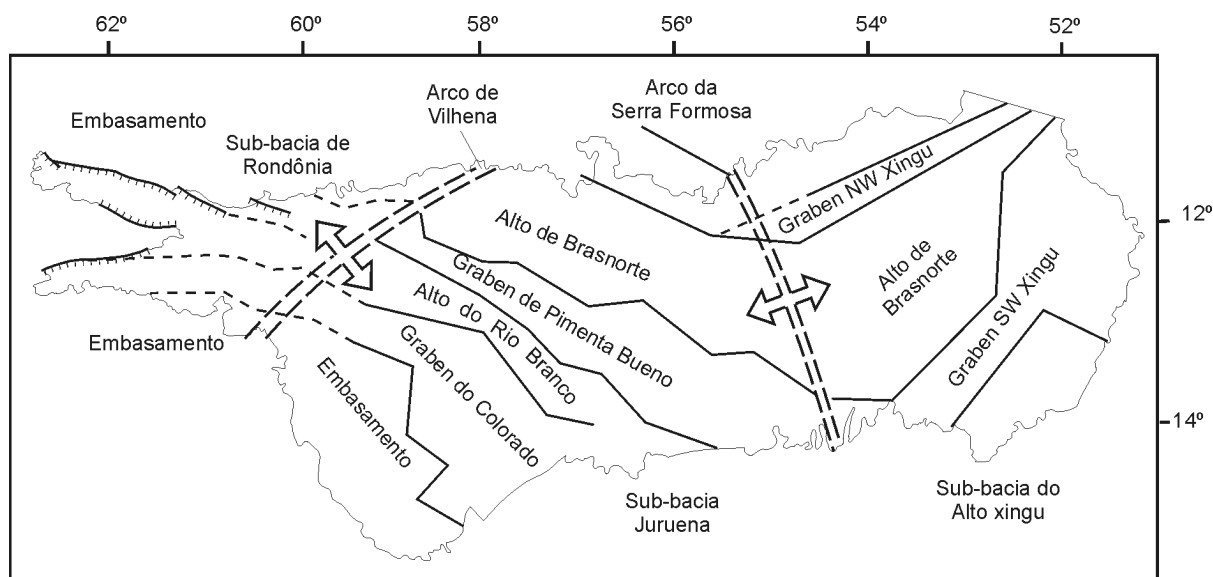 62º 60º 58º 56º 54º 52º
Embasamento
Sub-bacia de
Rondônia
Arco de
Vilhena
Arco da
Serra Formosa
Graben NW Xingu
12º
Alto de Brasnorte
Alto de
Brasnorte
Graben de Pimenta Bueno
Alto do Rio Branco
Graben SW Xingu
Embasamento
Graben do Colorado
Embasamento
14º
Sub-bacia
Juruena
Sub-bacia do
Alto xingu